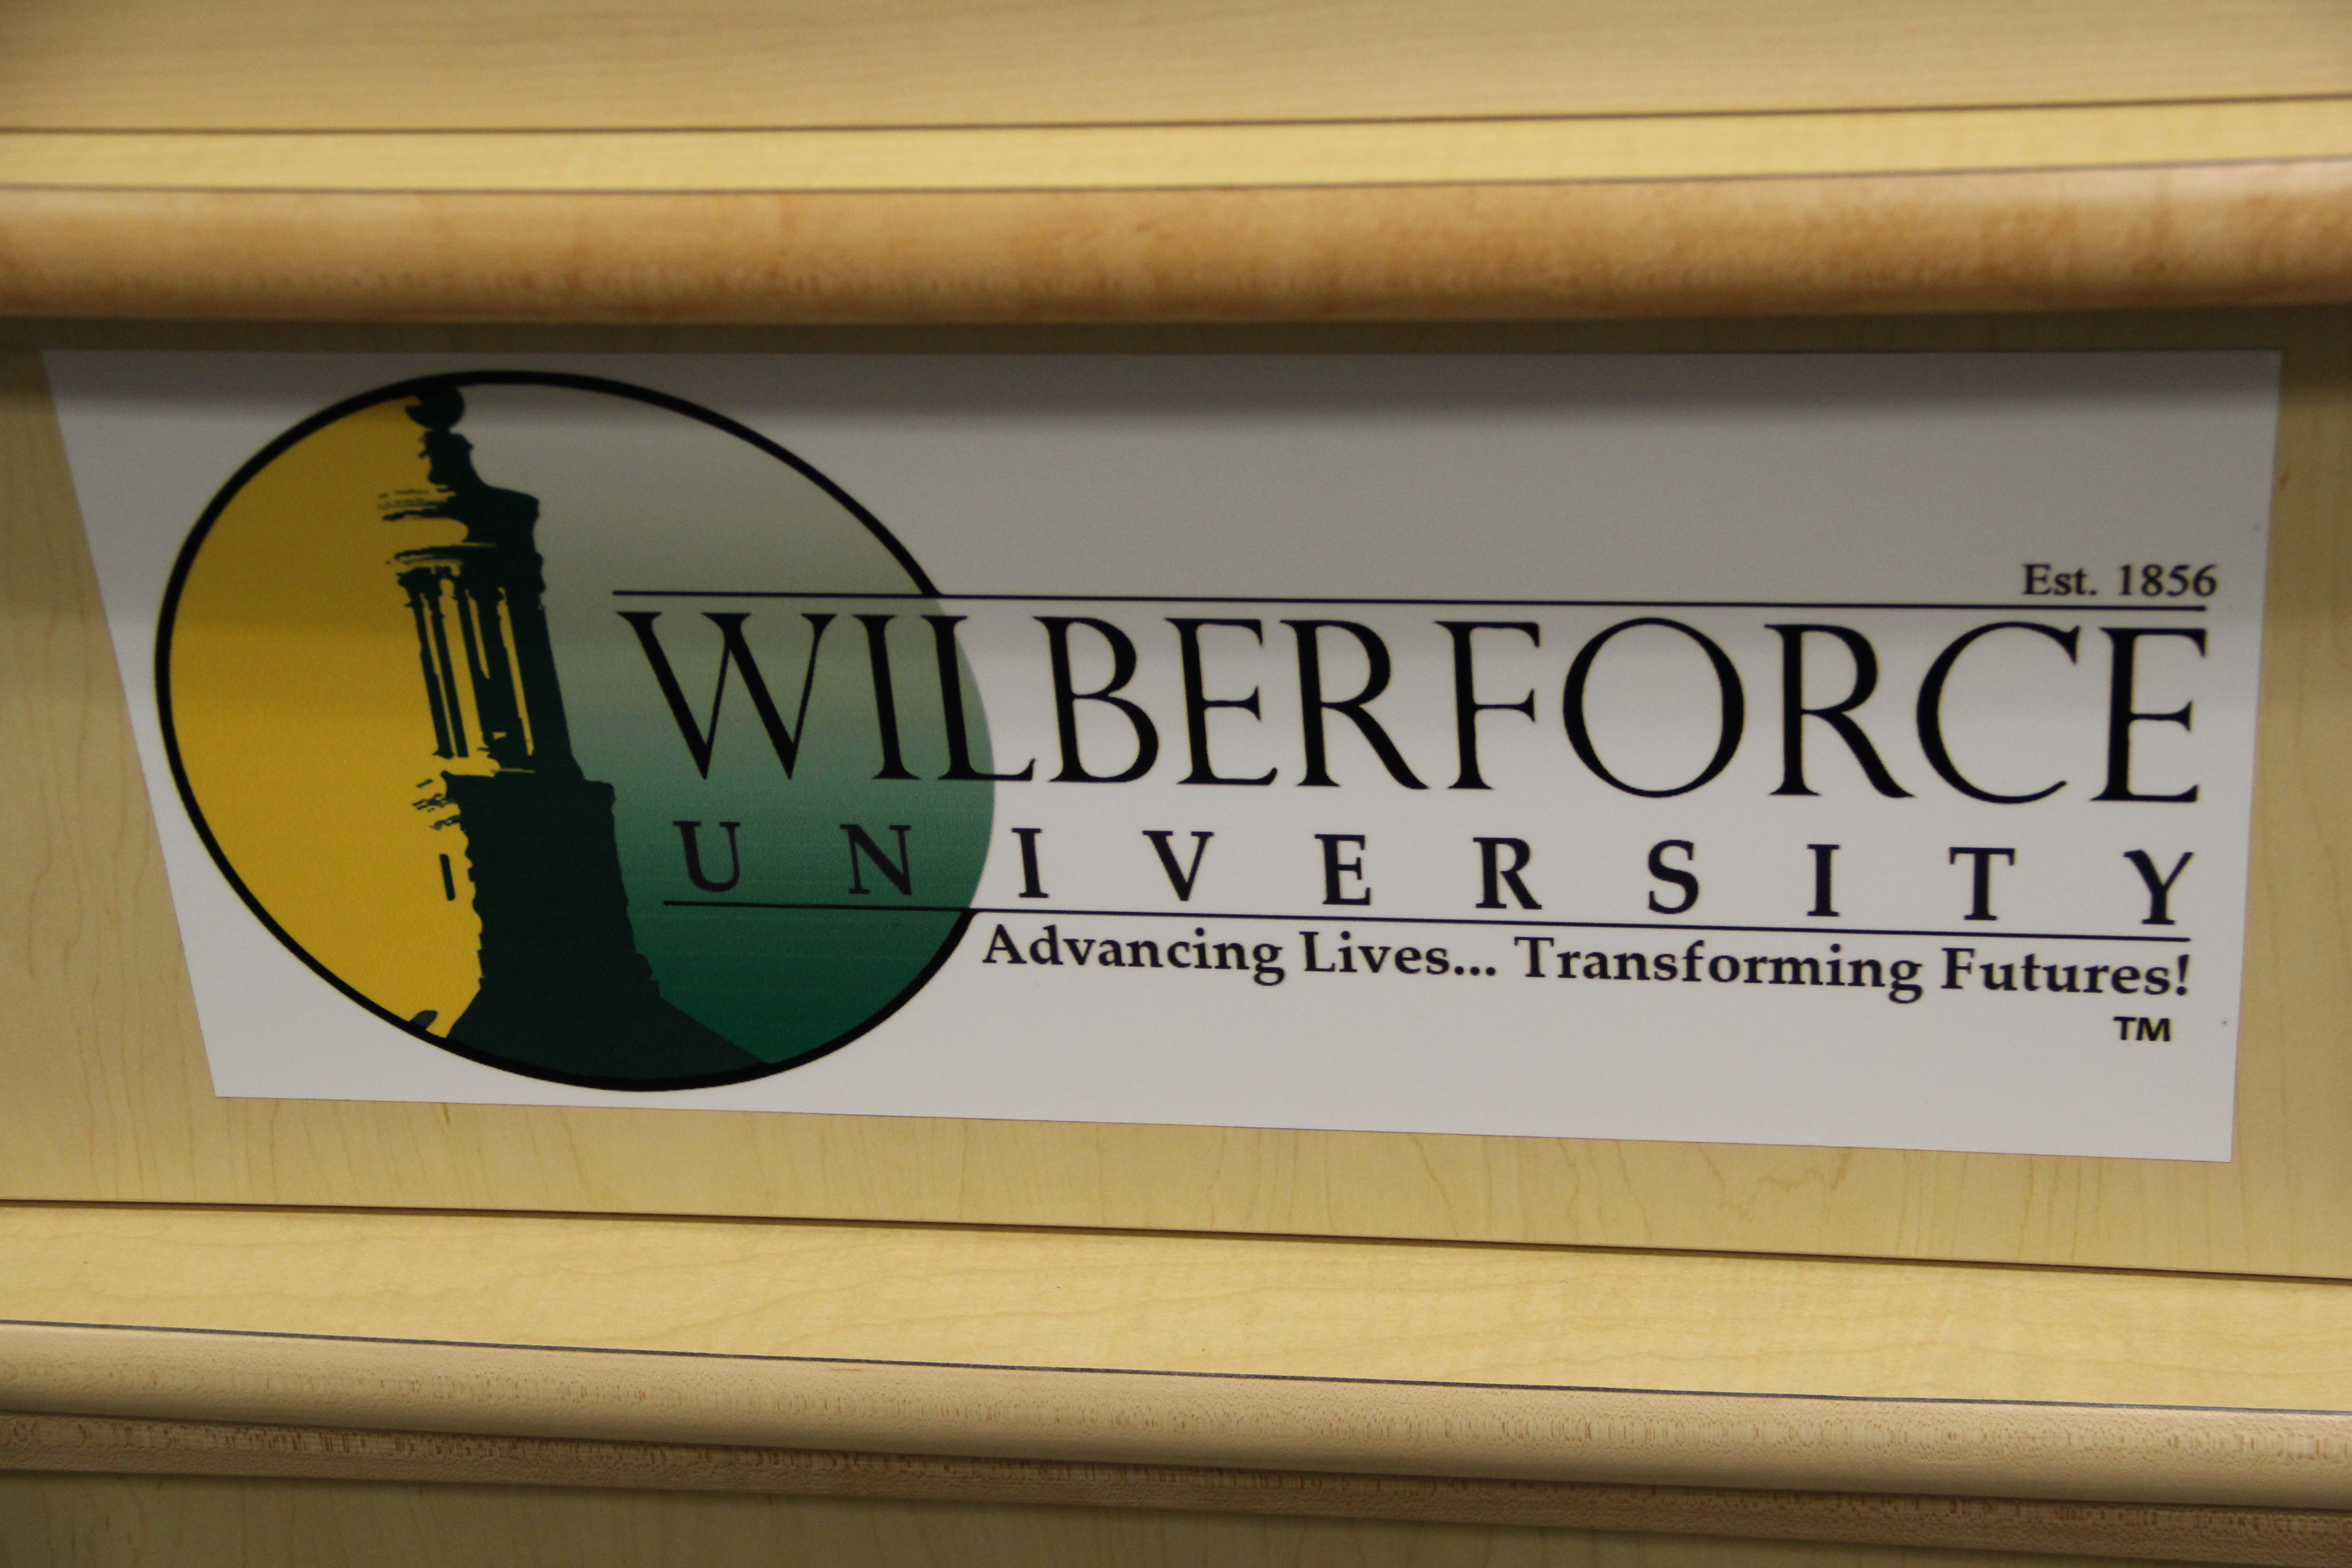 Est. 1856
WILBERFORCE
UNIVERSITY
Advancing Lives... Transforming Futures!
TM